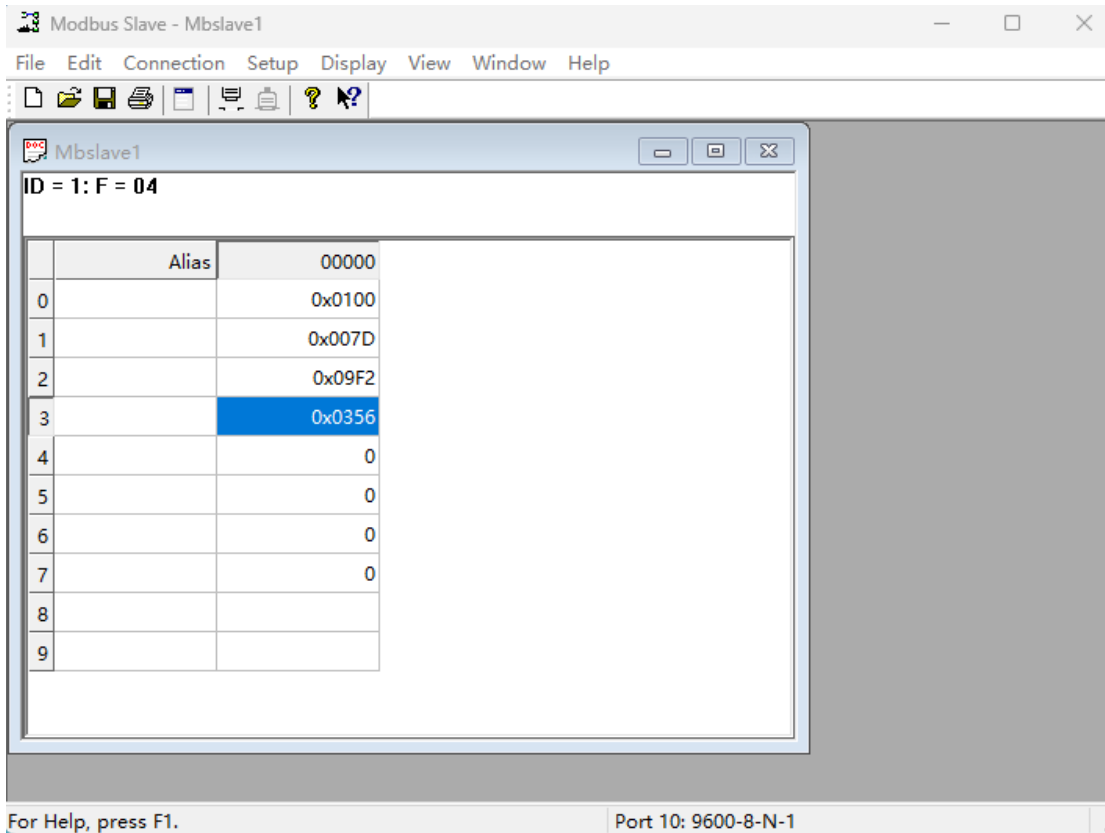 Modbus Slave - Mbslave1
File Edit Connection Setup Display View Window Help
Mbslave1
ID = 1: F = 04
Alias 00000
0 0x0100
1 0x007D
2 0x09F2
3 0x0356
4 0
5 0
6 0
7 0
8
9
For Help, press F1. Port 10: 9600-8-N-1